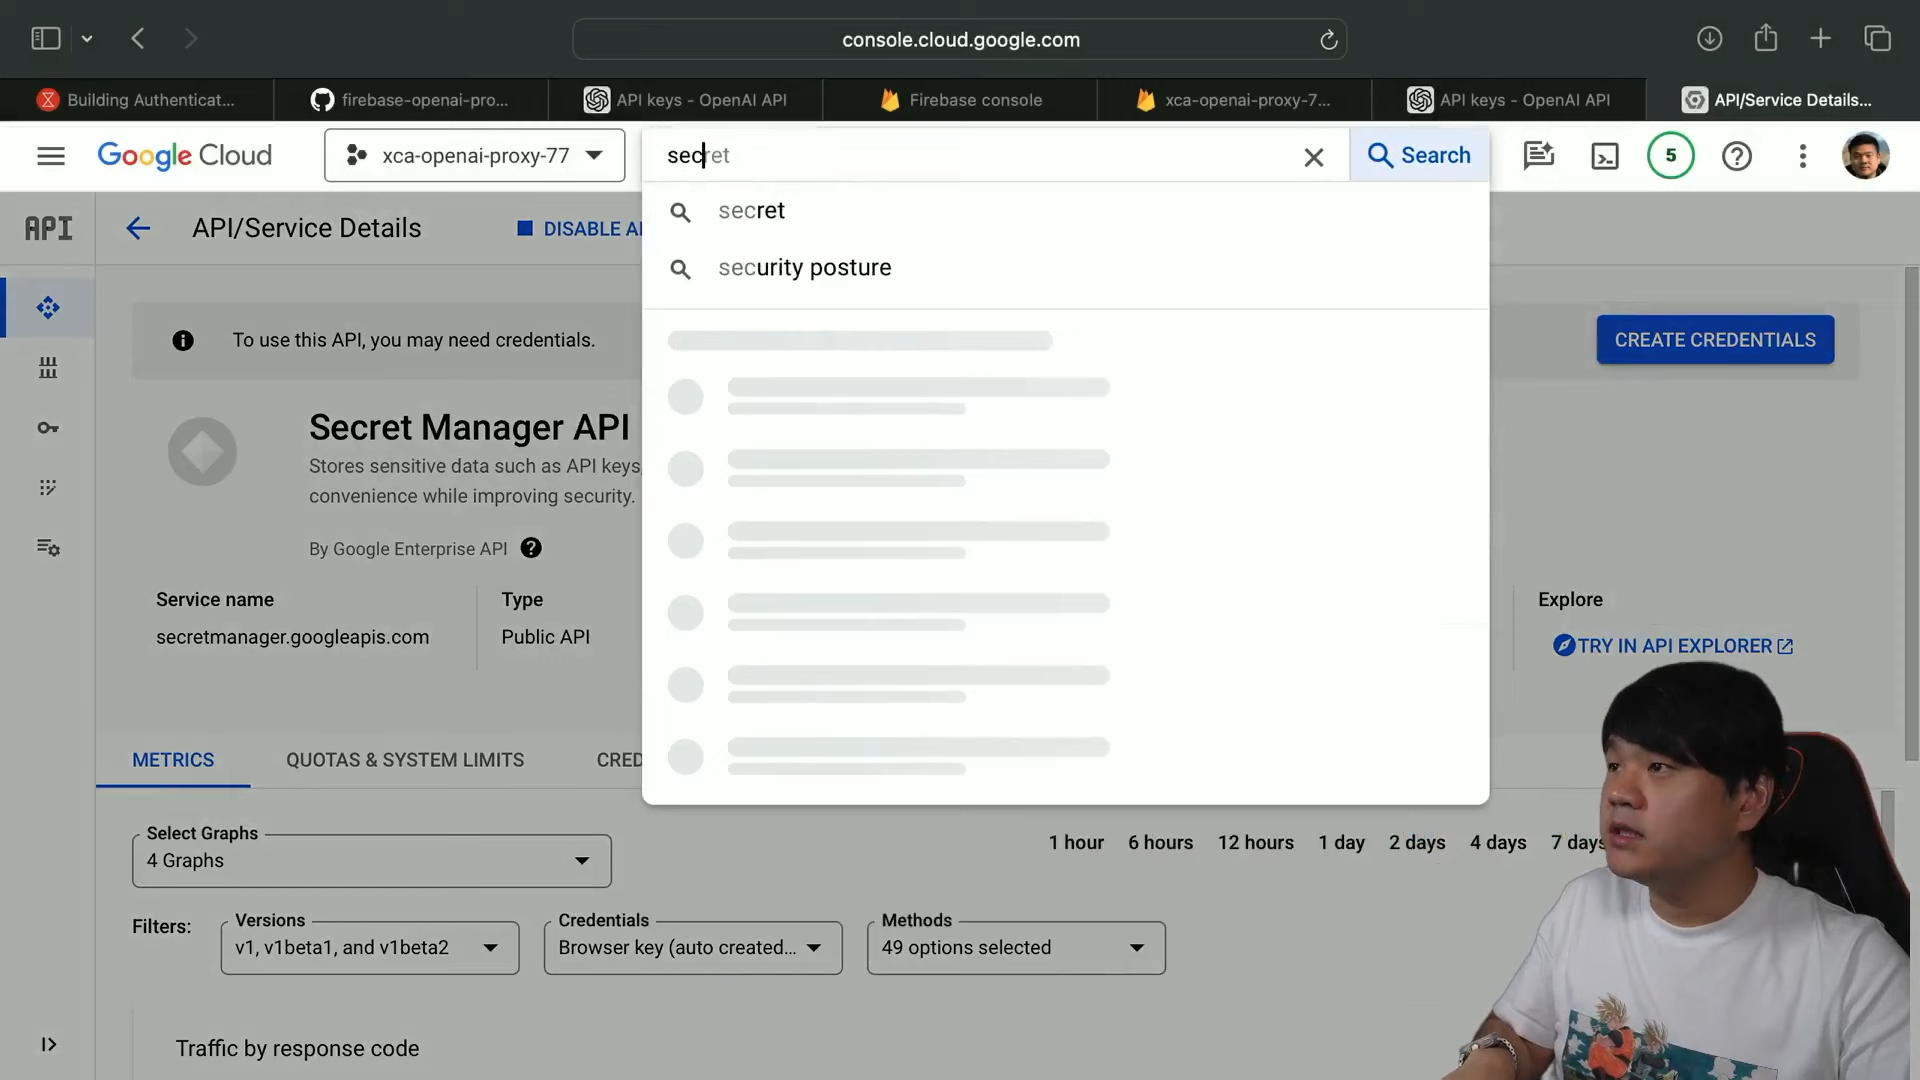 console.cloud.google.com
Building Authenticat...
firebase-openai-pro...
API keys - OpenAI API
Firebase console
xca-openai-proxy-7...
API keys - OpenAI API
API/Service Details...
Google Cloud
xca-openai-proxy-77
secret
Search
5
secret
security posture
API
API/Service Details
DISABLE AP
To use this API, you may need credentials.
CREATE CREDENTIALS
Secret Manager API
Stores sensitive data such as API keys
convenience while improving security.
By Google Enterprise API
Service name
secretmanager.googleapis.com
Type
Public API
Explore
TRY IN API EXPLORER
METRICS
QUOTAS & SYSTEM LIMITS
CRED
Select Graphs
4 Graphs
1 hour
6 hours
12 hours
1 day
2 days
4 days
7 days
Filters:
Versions
v1, v1beta1, and v1beta2
Credentials
Browser key (auto created...
Methods
49 options selected
Traffic by response code